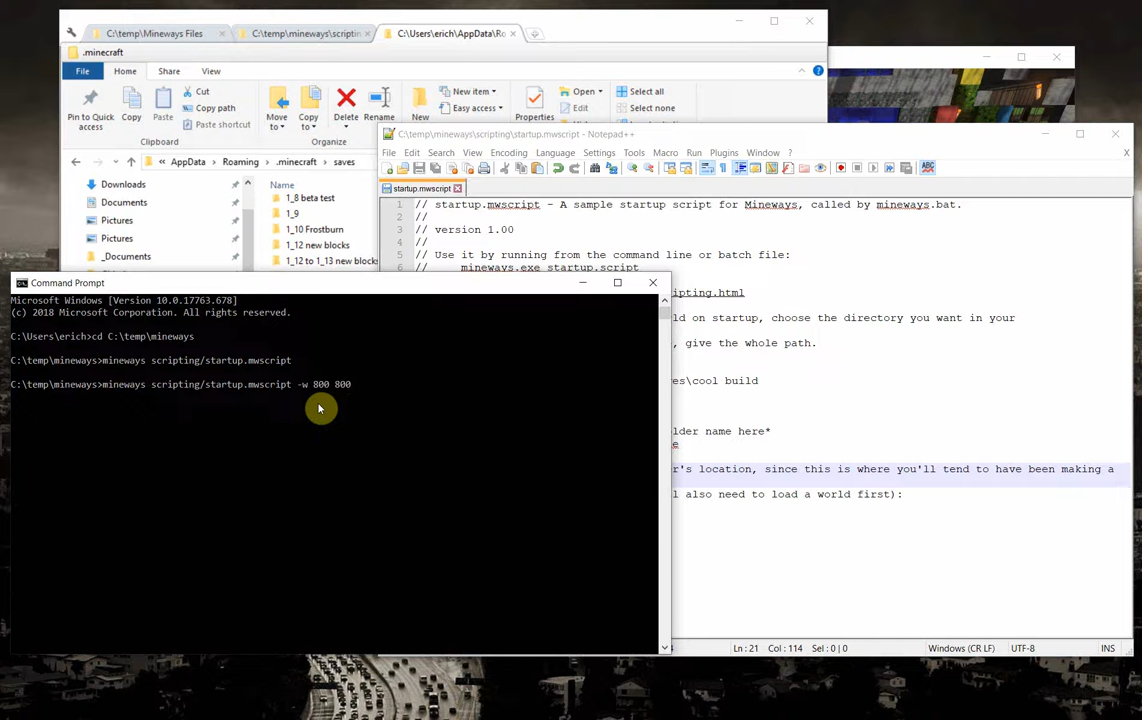 C:\temp\Mineways Files
C:\temp\mineways\scriptin
C:\Users\erich\AppData\Ro
.minecraft
File
Home
Share
View
Pin to Quick access
Copy
Paste
Cut
Copy path
Paste shortcut
Move to
Copy to
Delete
Rename
New item
Easy access
Properties
Open
Edit
Select all
Select none
Clipboard
Organize
« AppData > Roaming > .minecraft > saves
Downloads
Documents
Pictures
Pictures
_Documents
Name
1_8 beta test
1_9
1_10 Frostburn
1_12 new blocks
1_12 to 1_13 new blocks
C:\temp\mineways\scripting\startup.mwscript - Notepad++
File Edit Search View Encoding Language Settings Tools Macro Run Plugins Window ?
X
startup.mwscript
1 // startup.mwscript - A sample startup script for Mineways, called by mineways.bat.
2 //
3 // version 1.00
4 //
5 // Use it by running from the command line or batch file:
6 // mineways.exe startup.script
ipting.html
ld on startup, choose the directory you want in your
, give the whole path.
es\cool build
lder name here*
e
r's location, since this is where you'll tend to have been making a
l also need to load a world first):
Ln : 21 Col : 114 Sel : 0 | 0
Windows (CR LF)
UTF-8
INS
Command Prompt
Microsoft Windows [Version 10.0.17763.678]
(c) 2018 Microsoft Corporation. All rights reserved.
C:\Users\erich>cd C:\temp\mineways
C:\temp\mineways>mineways scripting/startup.mwscript
C:\temp\mineways>mineways scripting/startup.mwscript -w 800 800